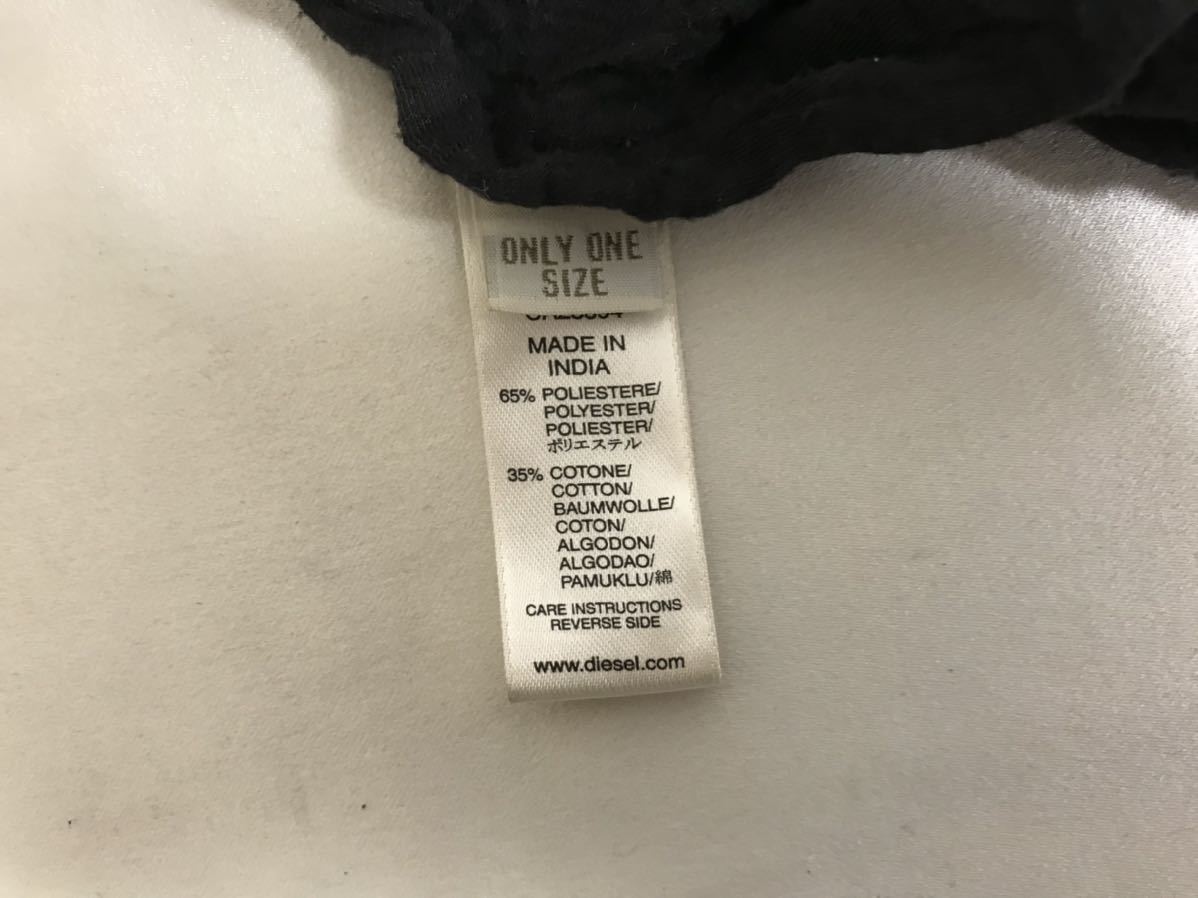 ONLY ONE
SIZE
MADE IN
INDIA
65% POLIESTERE/
POLYESTER/
POLIESTER/
ポリエステル
35% COTONE/
COTTON/
BAUMWOLLE/
COTON/
ALGODON/
ALGODAO/
PAMUKLU/綿
CARE INSTRUCTIONS
REVERSE SIDE
www.diesel.com